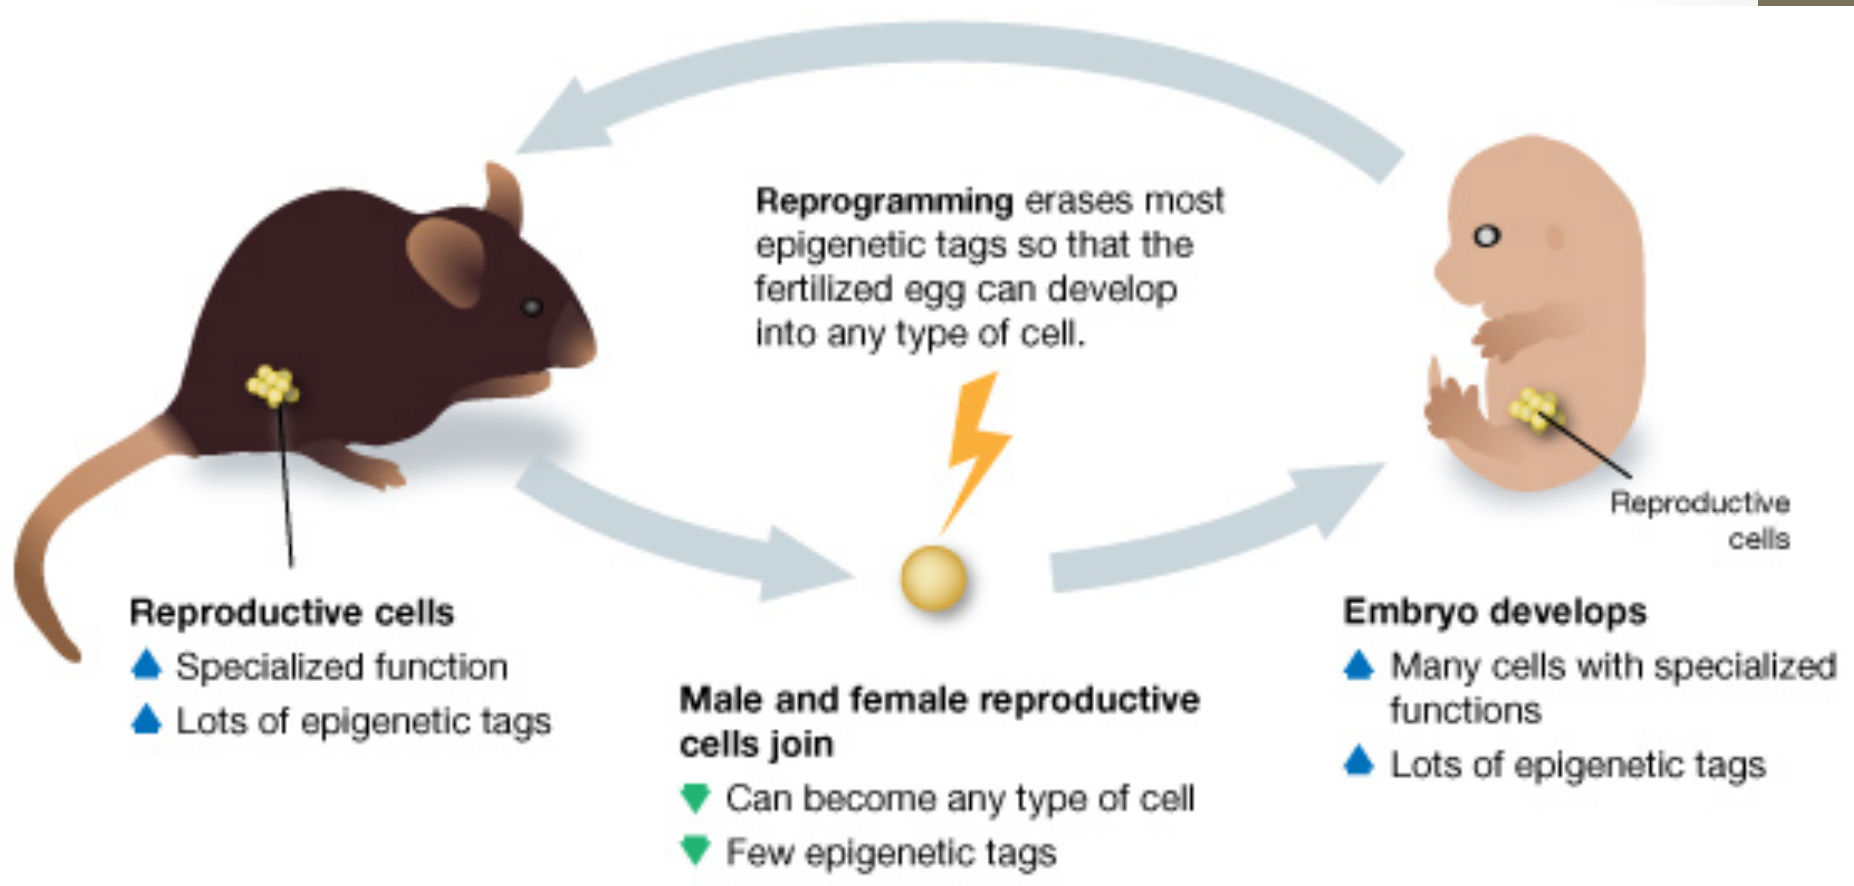 Reprogramming erases most
epigenetic tags so that the
fertilized egg can develop
into any type of cell.
Reproductive
cells
Reproductive cells
Specialized function
Lots of epigenetic tags
Male and female reproductive
cells join
Can become any type of cell
Few epigenetic tags
Embryo develops
Many cells with specialized
functions
Lots of epigenetic tags